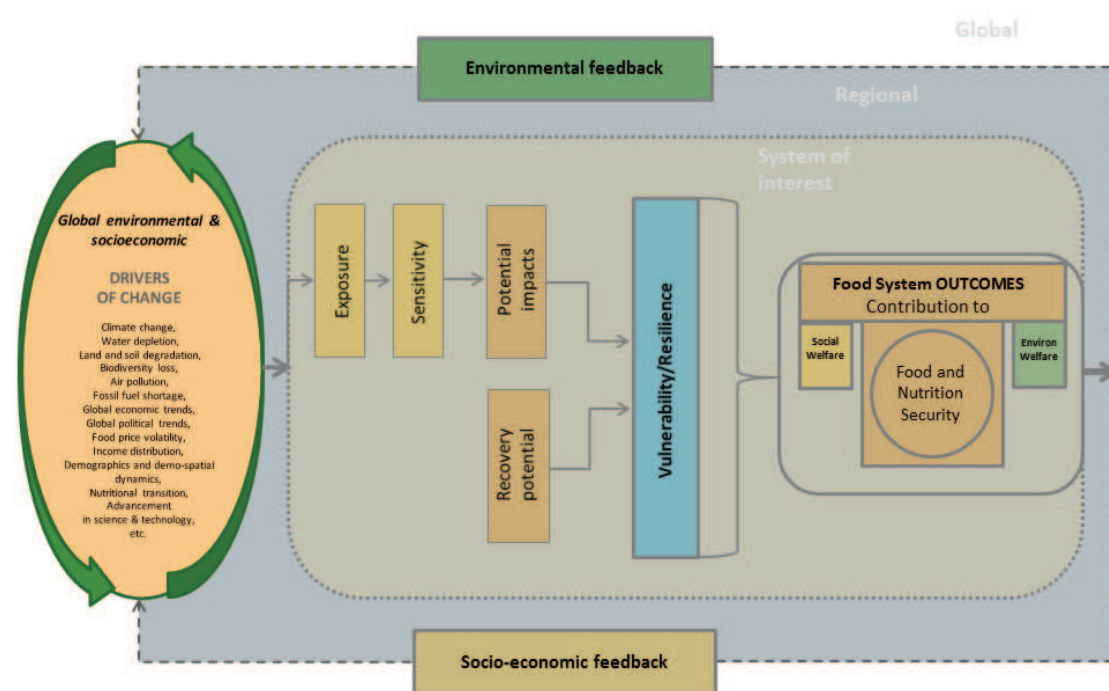 Global
Environmental feedback
Regional
System of
interest
Global environmental &
socioeconomic
DRIVERS
OF CHANGE
Climate change,
Water depletion,
Land and soil degradation,
Biodiversity loss,
Air pollution,
Fossil fuel shortage,
Global economic trends,
Global political trends,
Food price volatility,
Income distribution,
Demographics and demo-spatial
dynamics,
Nutritional transition,
Advancement
in science & technology,
etc.
Exposure
Sensitivity
Potential
impacts
Recovery
potential
Vulnerability/Resilience
Food System OUTCOMES
Contribution to
Social
Welfare
Food and
Nutrition
Security
Environ
Welfare
Socio-economic feedback